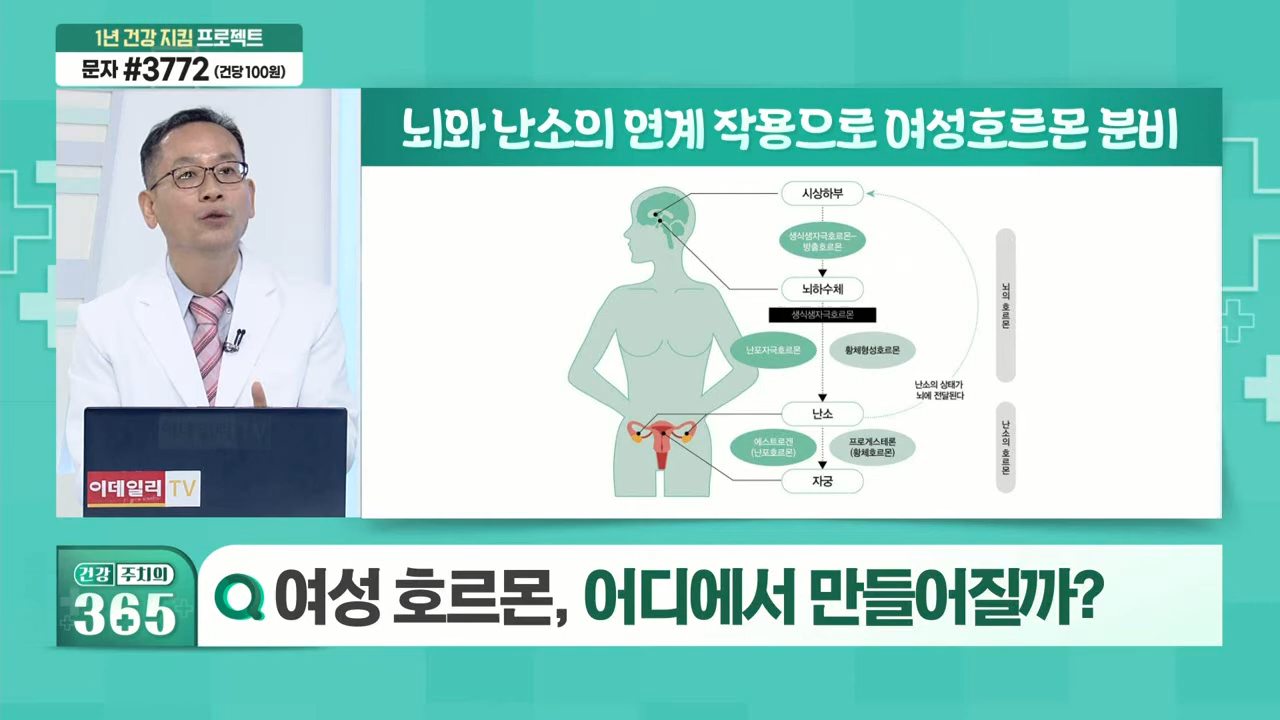 1년 건강 지킴 프로젝트
문자 #3772 (건당 100원)
뇌와 난소의 연계 작용으로 여성호르몬 분비
시상하부
생식샘자극호르몬-
방출호르몬
뇌하수체
생식샘자극호르몬
난포자극호르몬
황체형성호르몬
뇌의 호르몬
난소의 상태가
뇌에 전달된다
난소
에스트로겐
(난포호르몬)
프로게스테론
(황체호르몬)
난소의 호르몬
자궁
이데일리TV
이데일리 TV
건강 주치의
365
Q 여성 호르몬, 어디에서 만들어질까?